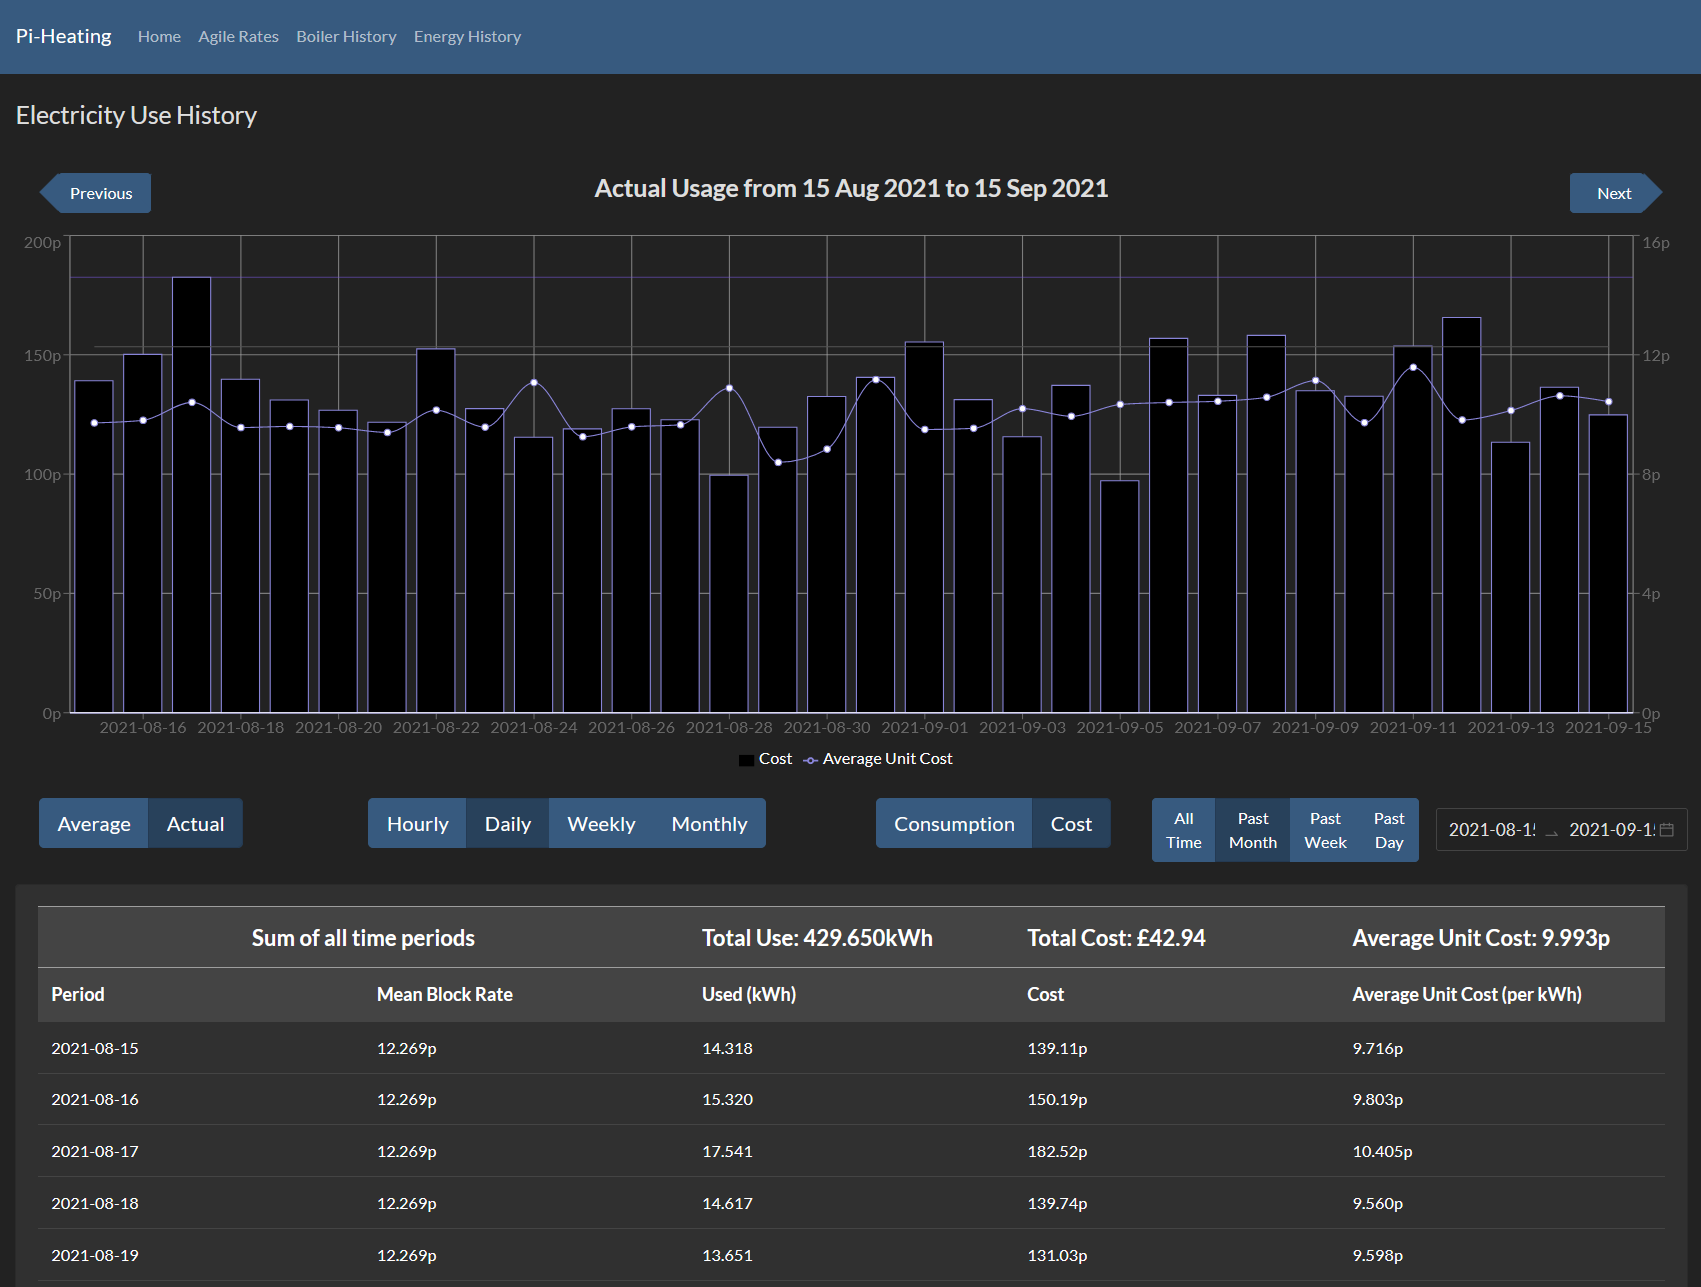 Pi-Heating Home Agile Rates Boiler History Energy History
Electricity Use History
Previous
Actual Usage from 15 Aug 2021 to 15 Sep 2021
Next
200p
150p
100p
50p
0p
16p
12p
8p
4p
0p
2021-08-16 2021-08-18 2021-08-20 2021-08-22 2021-08-24 2021-08-26 2021-08-28 2021-08-30 2021-09-01 2021-09-03 2021-09-05 2021-09-07 2021-09-09 2021-09-11 2021-09-13 2021-09-15
Cost Average Unit Cost
Average Actual
Hourly Daily Weekly Monthly
Consumption Cost
All Time
Past Month
Past Week
Past Day
2021-08-15 2021-09-15
Sum of all time periods Total Use: 429.650kWh Total Cost: £42.94 Average Unit Cost: 9.993p
Period Mean Block Rate Used (kWh) Cost Average Unit Cost (per kWh)
2021-08-15 12.269p 14.318 139.11p 9.716p
2021-08-16 12.269p 15.320 150.19p 9.803p
2021-08-17 12.269p 17.541 182.52p 10.405p
2021-08-18 12.269p 14.617 139.74p 9.560p
2021-08-19 12.269p 13.651 131.03p 9.598p